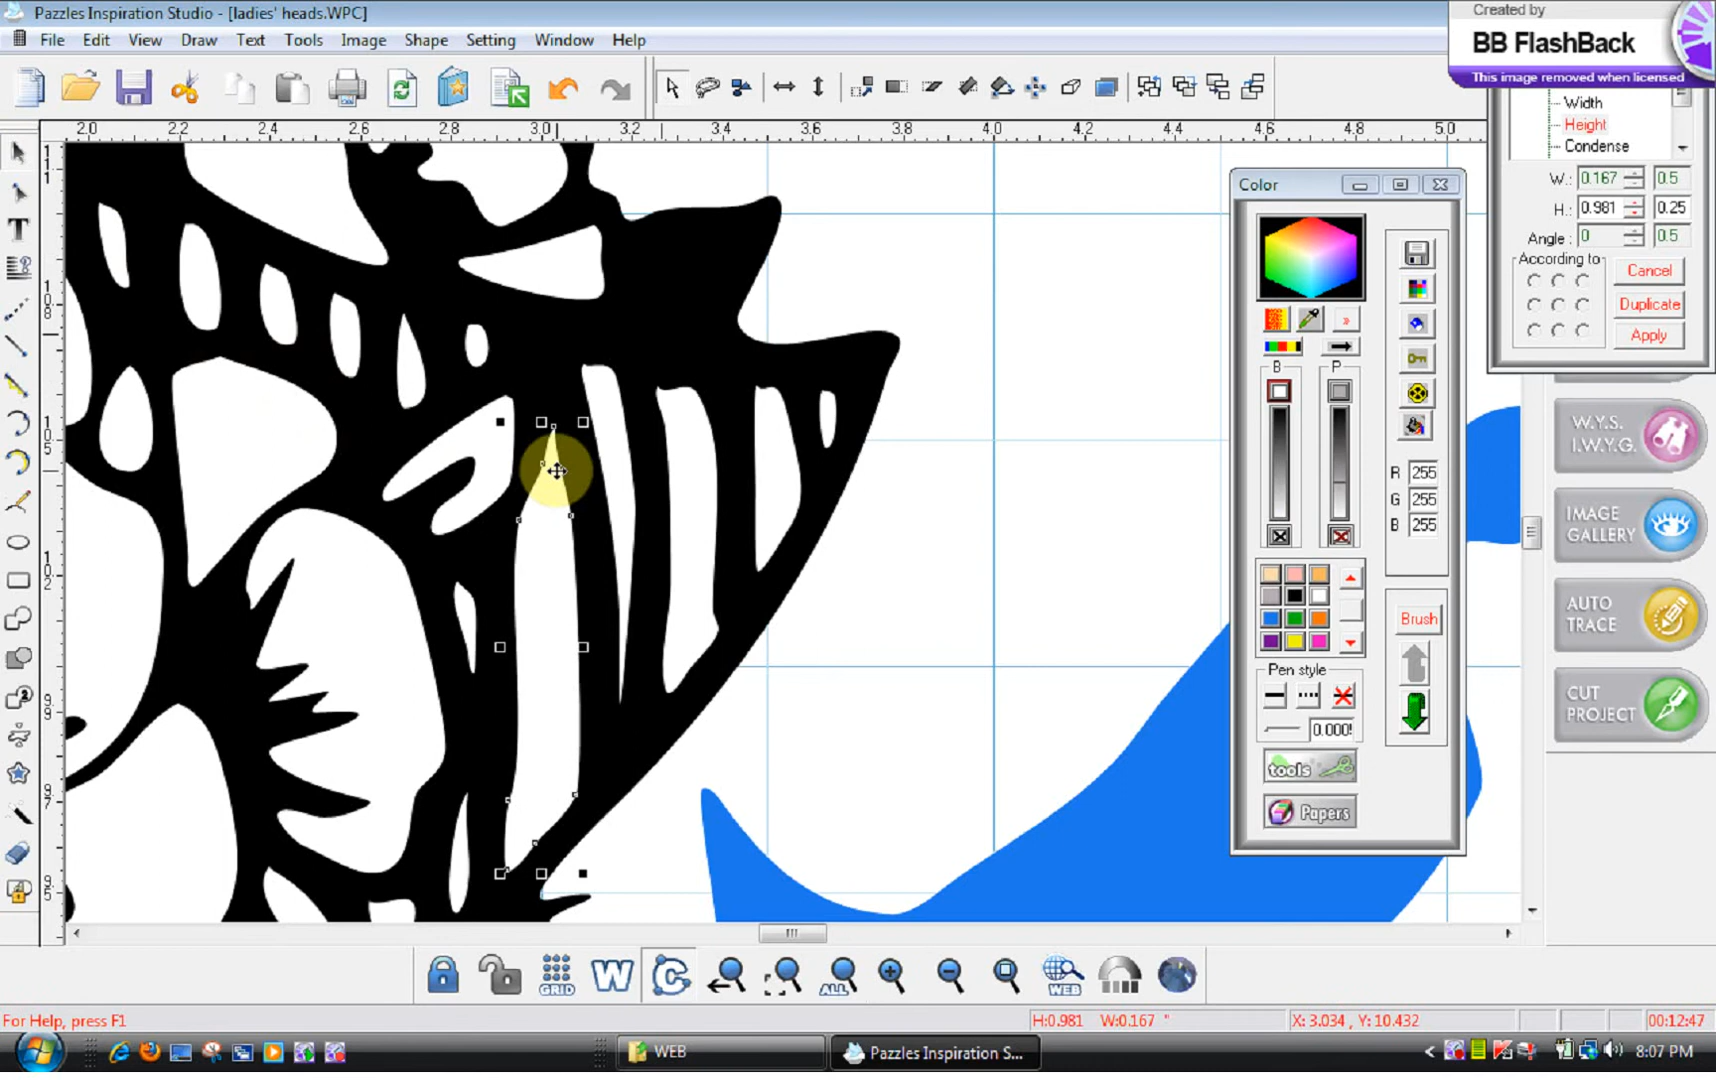 Pazzles Inspiration Studio - [ladies' heads.WPC]
Created by
BB FlashBack
This image removed when licensed
File Edit View Draw Text Tools Image Shape Setting Window Help
2.0 2.2 2.4 2.6 2.8 3.0 3.2 3.4 3.6 3.8 4.0 4.2 4.4 4.6 4.8 5.0
Width
Height
Condense
W.: 0.167 0.5
H.: 0.981 0.25
Angle : 0 0.5
According to
Cancel
Duplicate
Apply
Color
B P
R 255
G 255
B 255
Brush
Pen style
0.000
tools
Papers
W.Y.S.
I.W.Y.G.
IMAGE
GALLERY
AUTO
TRACE
CUT
PROJECT
GRID
W
C
ALL
WEB
For Help, press F1
H:0.981 W:0.167 "
X: 3.034 , Y: 10.432
00:12:47
WEB
Pazzles Inspiration S...
8:07 PM